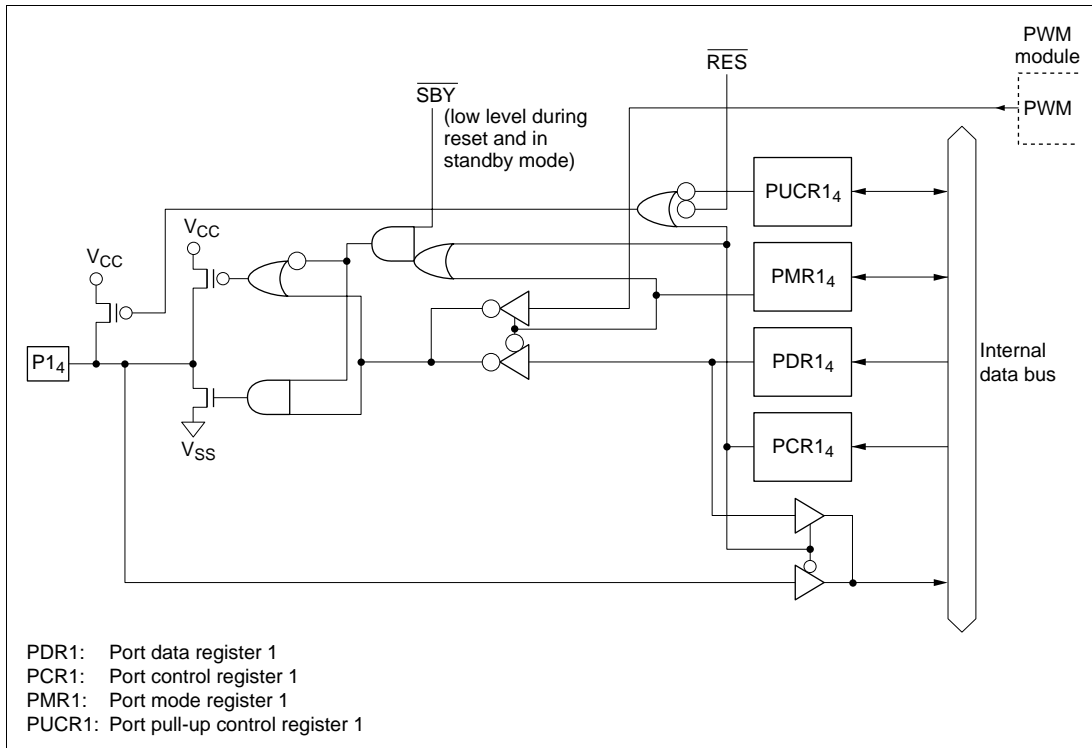 PWM
module
PWM
RES
SBY
(low level during
reset and in
standby mode)
PUCR1₄
VCC
VCC
PMR1₄
P1₄
PDR1₄
Internal
data bus
PCR1₄
VSS
PDR1: Port data register 1
PCR1: Port control register 1
PMR1: Port mode register 1
PUCR1: Port pull-up control register 1